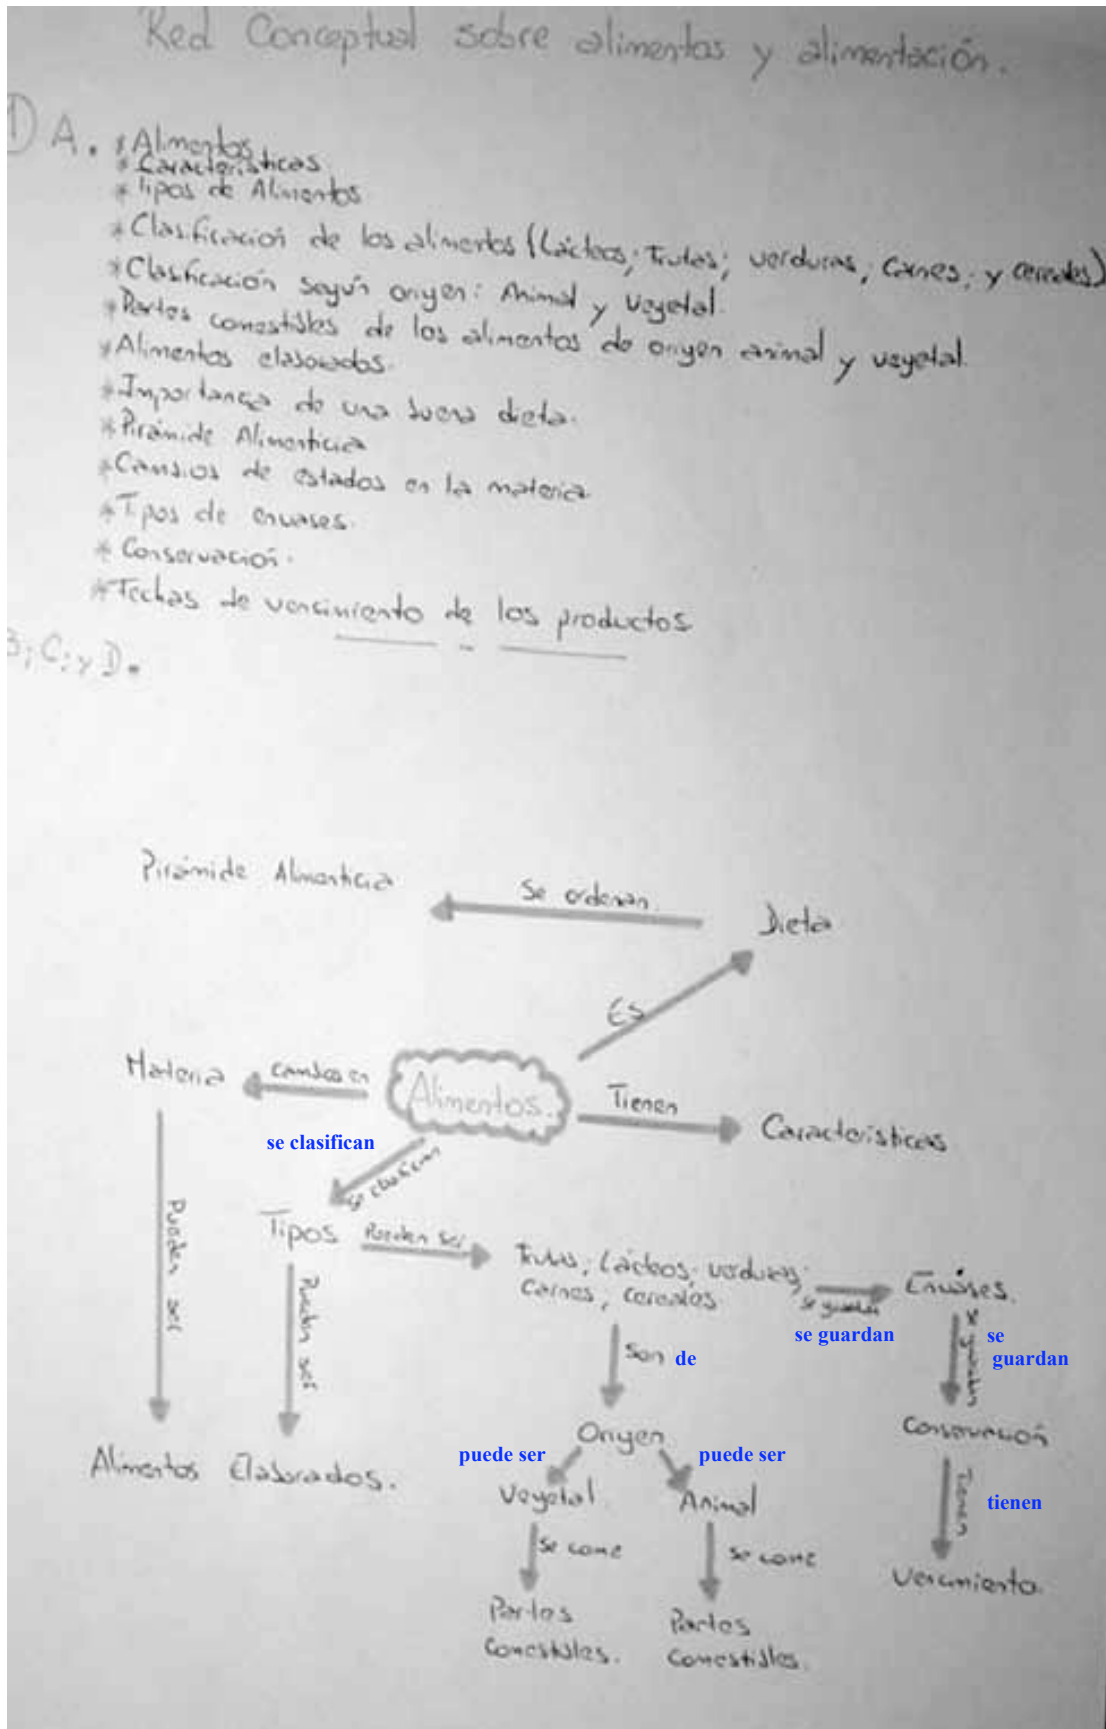 Red Conceptual sobre alimentos y alimentación.
1) A. * Alimentos
* Características
* Tipos de Alimentos
* Clasificación de los alimentos (Lácteos; Frutas; verduras; Carnes; y cereales)
* Clasificación según origen: Animal y Vegetal.
* Partes comestibles de los alimentos de origen animal y vegetal.
* Alimentos elaborados.
* Importancia de una buena dieta.
* Pirámide Alimenticia
* Cambios de estados en la materia
* Tipos de envases.
* Conservación.
* Fechas de vencimiento de los productos
B; C; y D.
Pirámide Alimenticia
Se ordenan.
Dieta
ES
Materia
cambios en
Alimentos.
Tienen
Características
se clasifican
se clasifican
Pueden ser
Tipos
Pueden ser
Pueden ser
Frutas; Lácteos; verduras;
Carnes; cereales
se guardan
se guardan
Envases.
se guardan
se
guardan
Son de
Origen
puede ser
puede ser
Conservación
Alimentos Elaborados.
Vegetal
Animal
Tienen
tienen
se come
se come
Vencimiento.
Partes
Comestibles.
Partes
Comestibles.